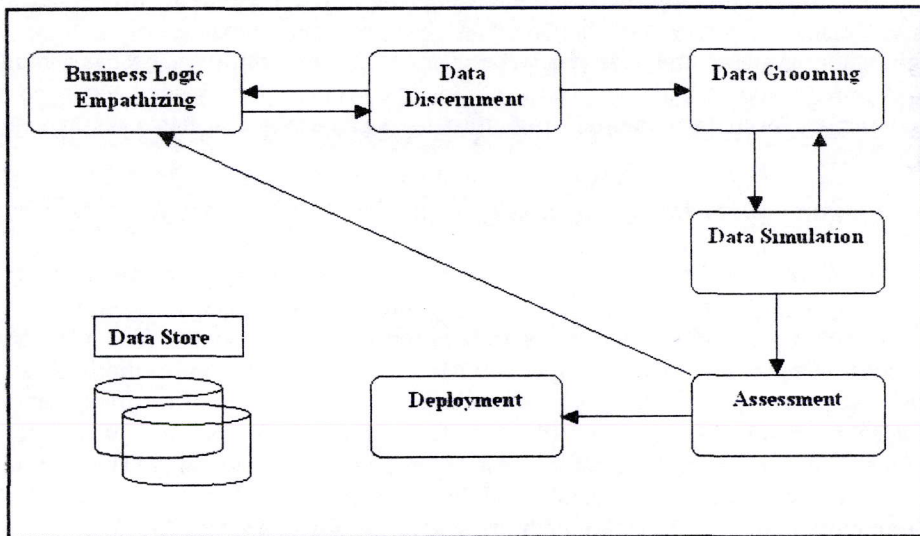 Business Logic
Empathizing
Data
Discernment
Data Grooming
Data Simulation
Data Store
Deployment
Assessment